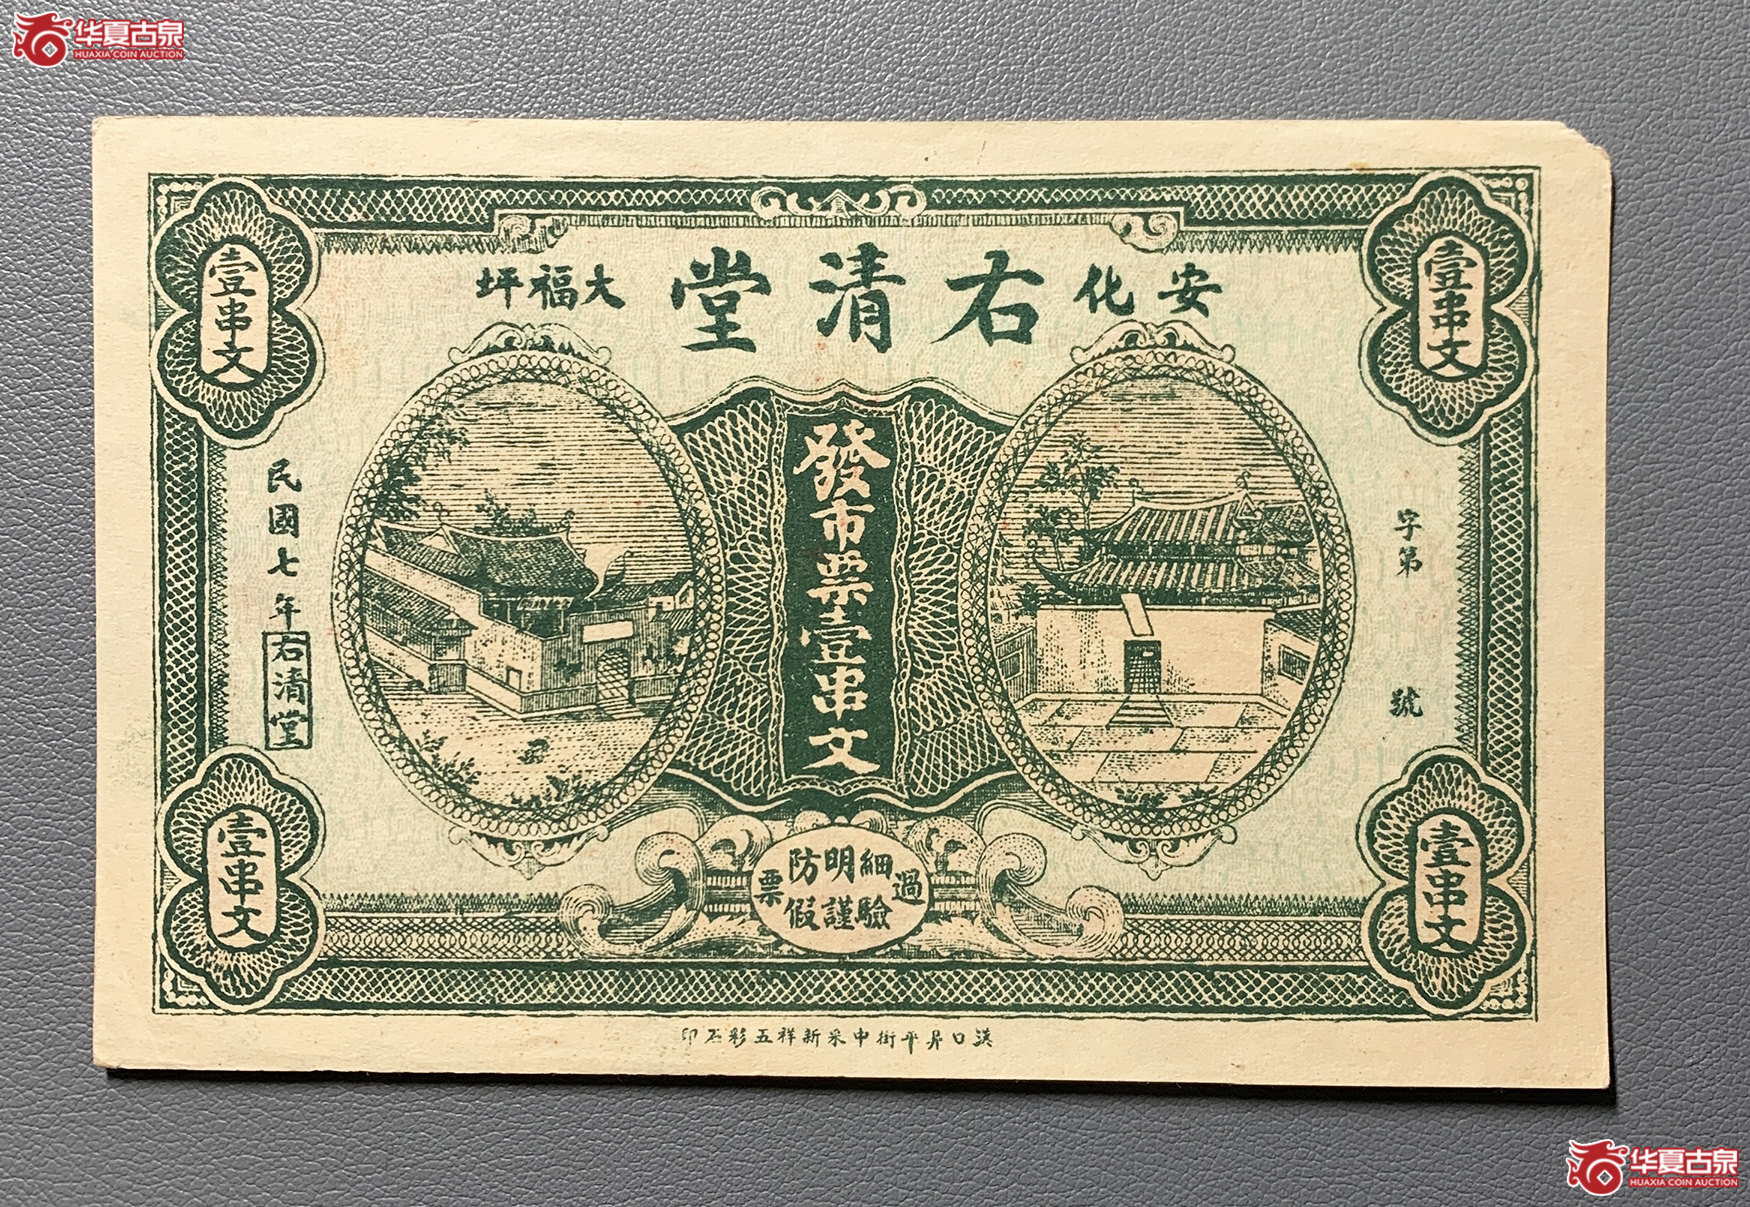 华夏古泉
HUAXIA COIN AUCTION
安化 右清堂 大福坪
壹串文
壹串文
發市票壹串文
字第 號
民國七年右清堂
過細驗明謹防假票
壹串文
壹串文
漢口昇平街中采新祥五彩石印
华夏古泉
HUAXIA COIN AUCTION